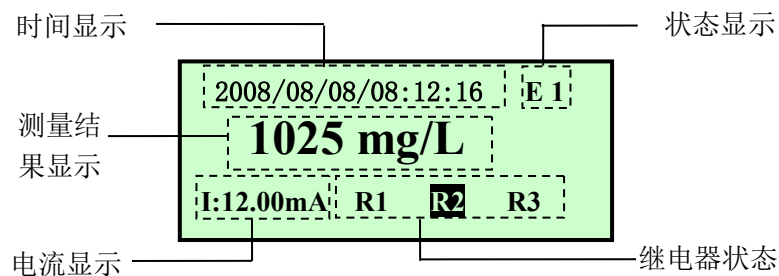 时间显示
状态显示
2008/08/08/08:12:16 E 1
测量结
果显示
1025 mg/L
I:12.00mA R1 R2 R3
电流显示
继电器状态